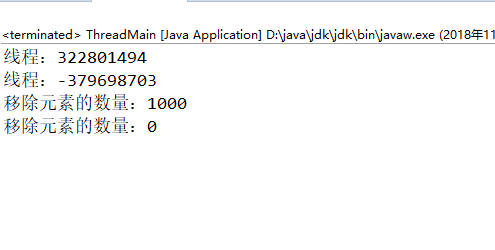 <terminated> ThreadMain [Java Application] D:\java\jdk\jdk\bin\javaw.exe (2018年11
线程：322801494
线程：-379698703
移除元素的数量：1000
移除元素的数量：0